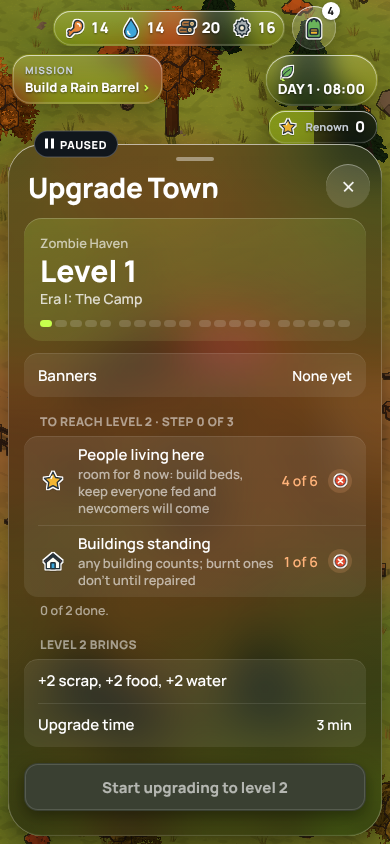 14 14 20 16
4
MISSION
Build a Rain Barrel ›
DAY 1 · 08:00
Renown 0
PAUSED
Upgrade Town
Zombie Haven
Level 1
Era I: The Camp
Banners None yet
TO REACH LEVEL 2 · STEP 0 OF 3
People living here
room for 8 now: build beds,
keep everyone fed and
newcomers will come
4 of 6
Buildings standing
any building counts; burnt ones
don't until repaired
1 of 6
0 of 2 done.
LEVEL 2 BRINGS
+2 scrap, +2 food, +2 water
Upgrade time 3 min
Start upgrading to level 2